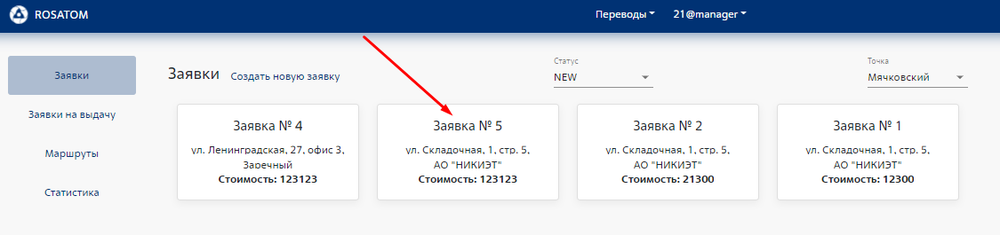 ROSATOM
Переводы
21@manager
Заявки
Заявки на выдачу
Маршруты
Статистика
Заявки
Создать новую заявку
Статус
NEW
Точка
Мячковский
Заявка № 4
ул. Ленинградская, 27, офис 3,
Заречный
Стоимость: 123123
Заявка № 5
ул. Складочная, 1, стр. 5,
АО "НИКИЭТ"
Стоимость: 123123
Заявка № 2
ул. Складочная, 1, стр. 5,
АО "НИКИЭТ"
Стоимость: 21300
Заявка № 1
ул. Складочная, 1, стр. 5,
АО "НИКИЭТ"
Стоимость: 12300